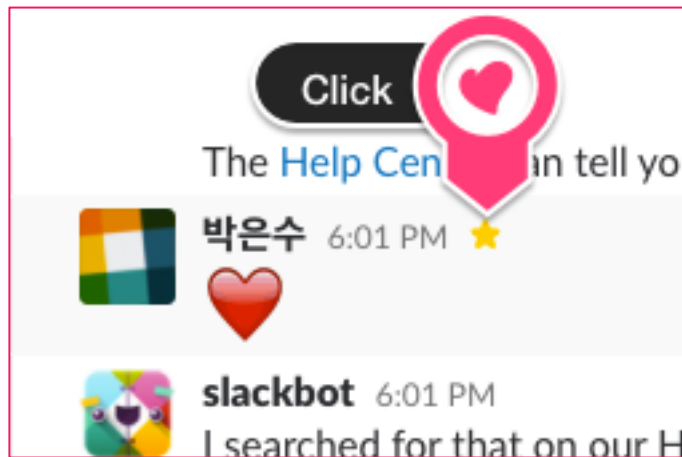 Click
The Help Cen an tell yo
박은수 6:01 PM
slackbot 6:01 PM
I searched for that on our H